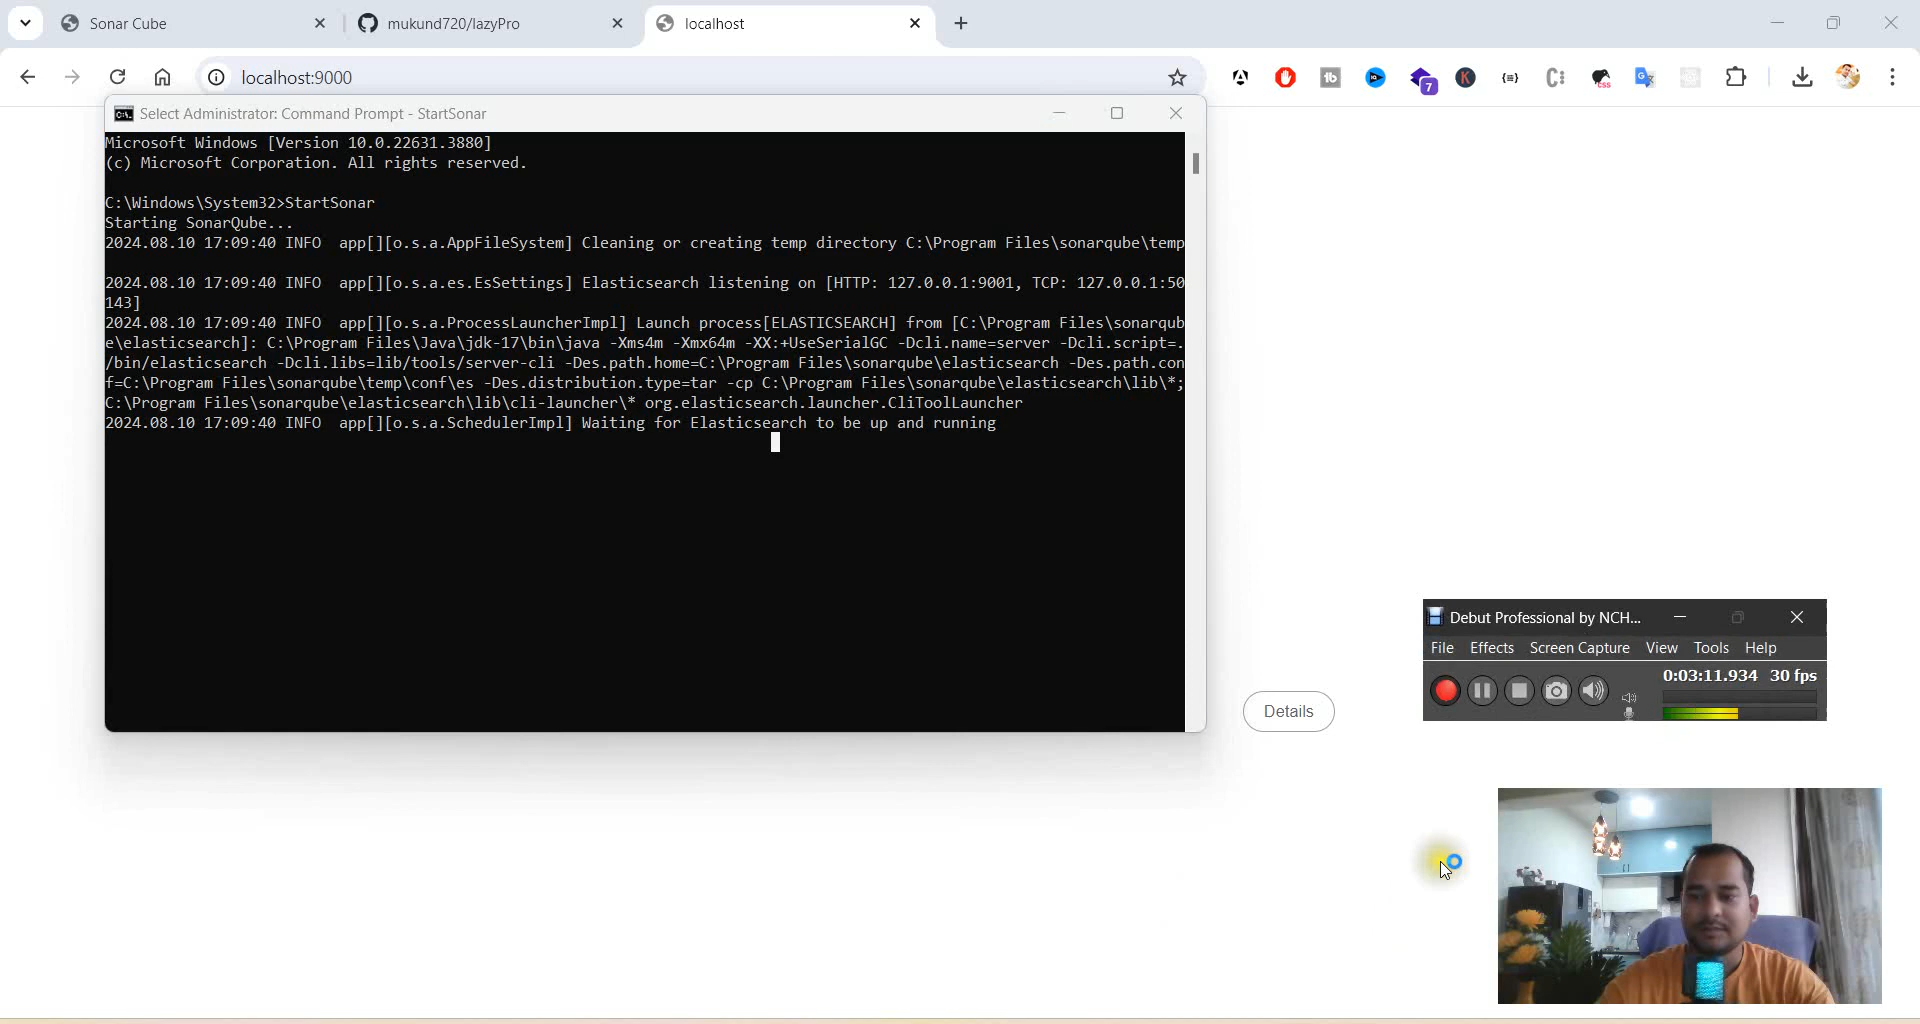 Sonar Cube
mukund720/lazyPro
localhost
localhost:9000
7
Select Administrator: Command Prompt - StartSonar
Microsoft Windows [Version 10.0.22631.3880]
(c) Microsoft Corporation. All rights reserved.
C:\Windows\System32>StartSonar
Starting SonarQube...
2024.08.10 17:09:40 INFO  app[][o.s.a.AppFileSystem] Cleaning or creating temp directory C:\Program Files\sonarqube\temp
2024.08.10 17:09:40 INFO  app[][o.s.a.es.EsSettings] Elasticsearch listening on [HTTP: 127.0.0.1:9001, TCP: 127.0.0.1:50
143]
2024.08.10 17:09:40 INFO  app[][o.s.a.ProcessLauncherImpl] Launch process[ELASTICSEARCH] from [C:\Program Files\sonarqub
e\elasticsearch]: C:\Program Files\Java\jdk-17\bin\java -Xms4m -Xmx64m -XX:+UseSerialGC -Dcli.name=server -Dcli.script=.
/bin/elasticsearch -Dcli.libs=lib/tools/server-cli -Des.path.home=C:\Program Files\sonarqube\elasticsearch -Des.path.con
f=C:\Program Files\sonarqube\temp\conf\es -Des.distribution.type=tar -cp C:\Program Files\sonarqube\elasticsearch\lib\*;
C:\Program Files\sonarqube\elasticsearch\lib\cli-launcher\* org.elasticsearch.launcher.CliToolLauncher
2024.08.10 17:09:40 INFO  app[][o.s.a.SchedulerImpl] Waiting for Elasticsearch to be up and running
Debut Professional by NCH...
File Effects Screen Capture View Tools Help
0:03:11.934 30 fps
Details